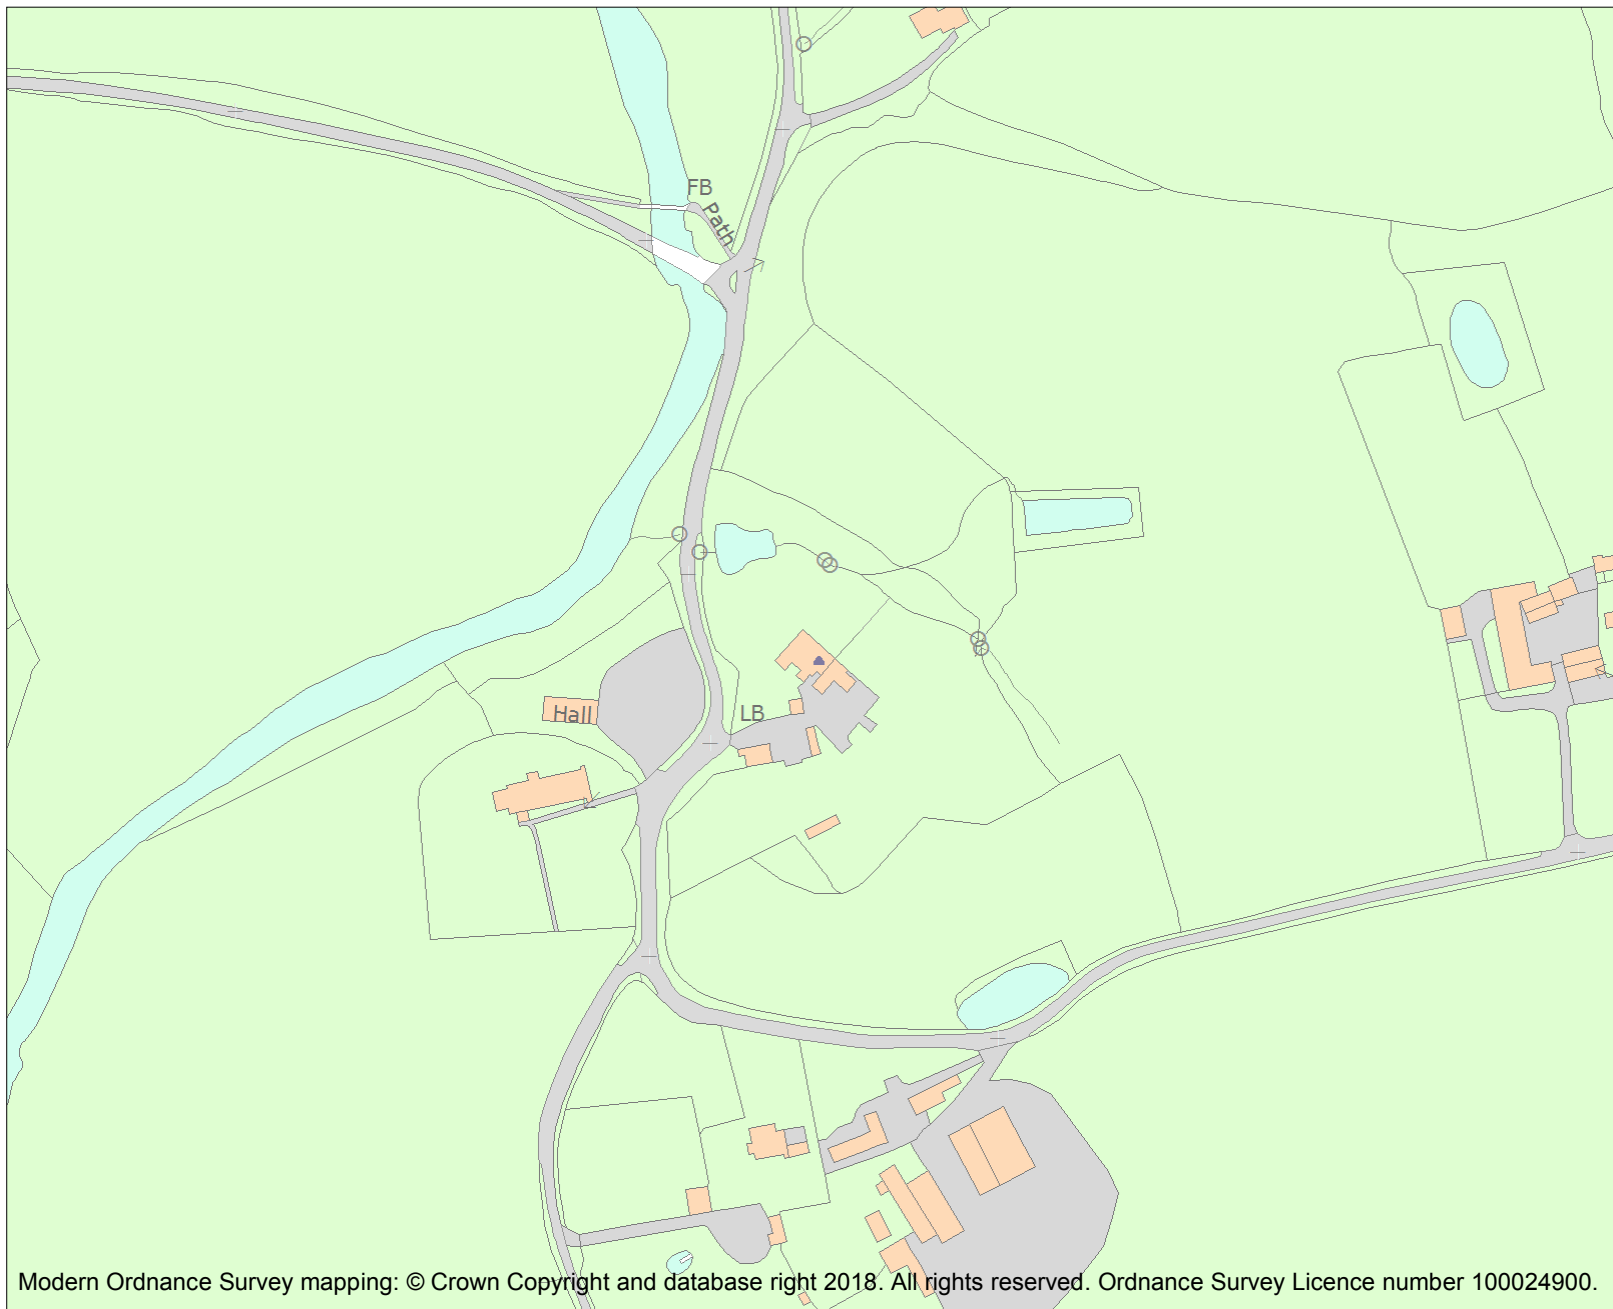 FB
Path
LB
Hall
Modern Ordnance Survey mapping: © Crown Copyright and database right 2018. All rights reserved. Ordnance Survey Licence number 100024900.